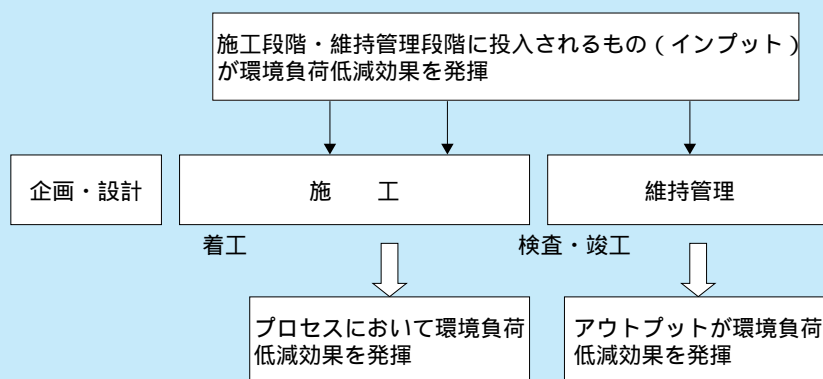 施工段階・維持管理段階に投入されるもの(インプット)
が環境負荷低減効果を発揮
企画・設計
施 工
維持管理
着工
検査・竣工
プロセスにおいて環境負荷
低減効果を発揮
アウトプットが環境負荷
低減効果を発揮